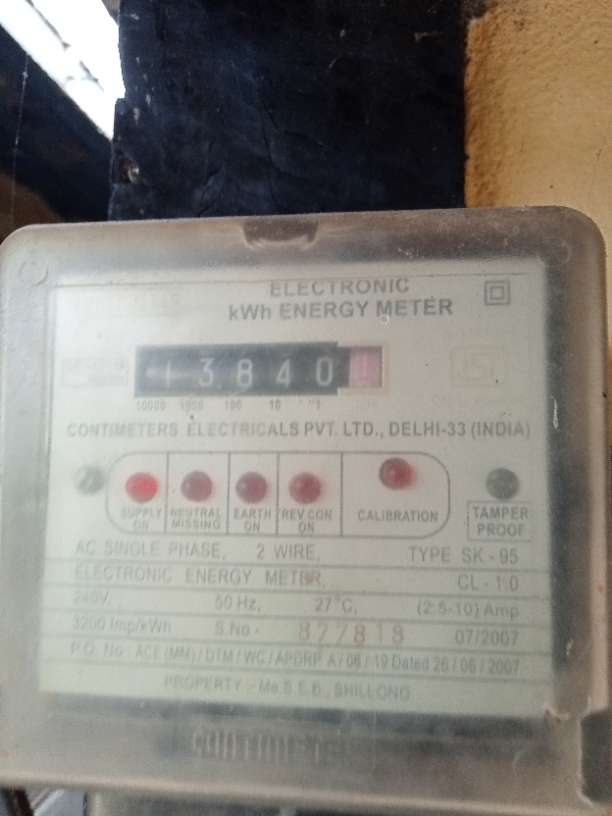 ELECTRONIC
kWh ENERGY METER
13840
10000 1000 100 10 1
CONTIMETERS ELECTRICALS PVT. LTD., DELHI-33 (INDIA)
SUPPLY ON NEUTRAL MISSING EARTH ON REV.CON ON CALIBRATION TAMPER PROOF
AC SINGLE PHASE, 2 WIRE, TYPE SK - 95
ELECTRONIC ENERGY METER, CL - 1.0
240V, 50 Hz, 27°C, (2.5-10) Amp
3200 Imp/kWh S.No - 877818 07/2007
P.O. No : ACE (MM) / DTM / WC / APDRP A / 06 / 19 Dated 26 / 06 / 2007
PROPERTY :- Me.S.E.B., SHILLONG